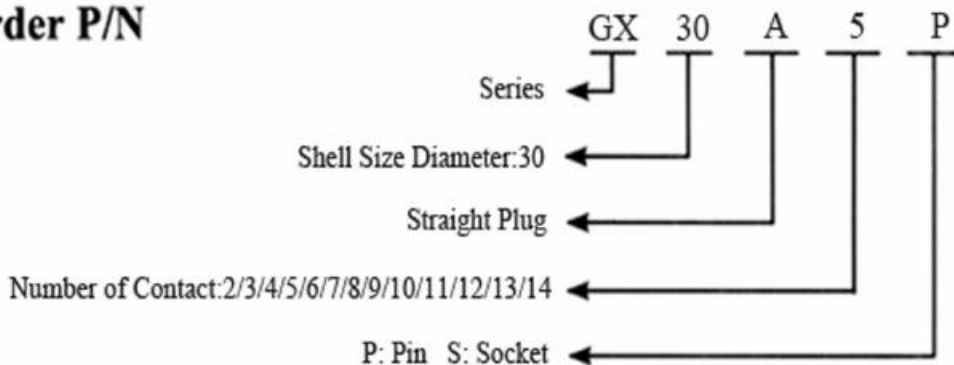 rder P/N
GX 30 A 5 P
Series
Shell Size Diameter:30
Straight Plug
Number of Contact:2/3/4/5/6/7/8/9/10/11/12/13/14
P: Pin S: Socket